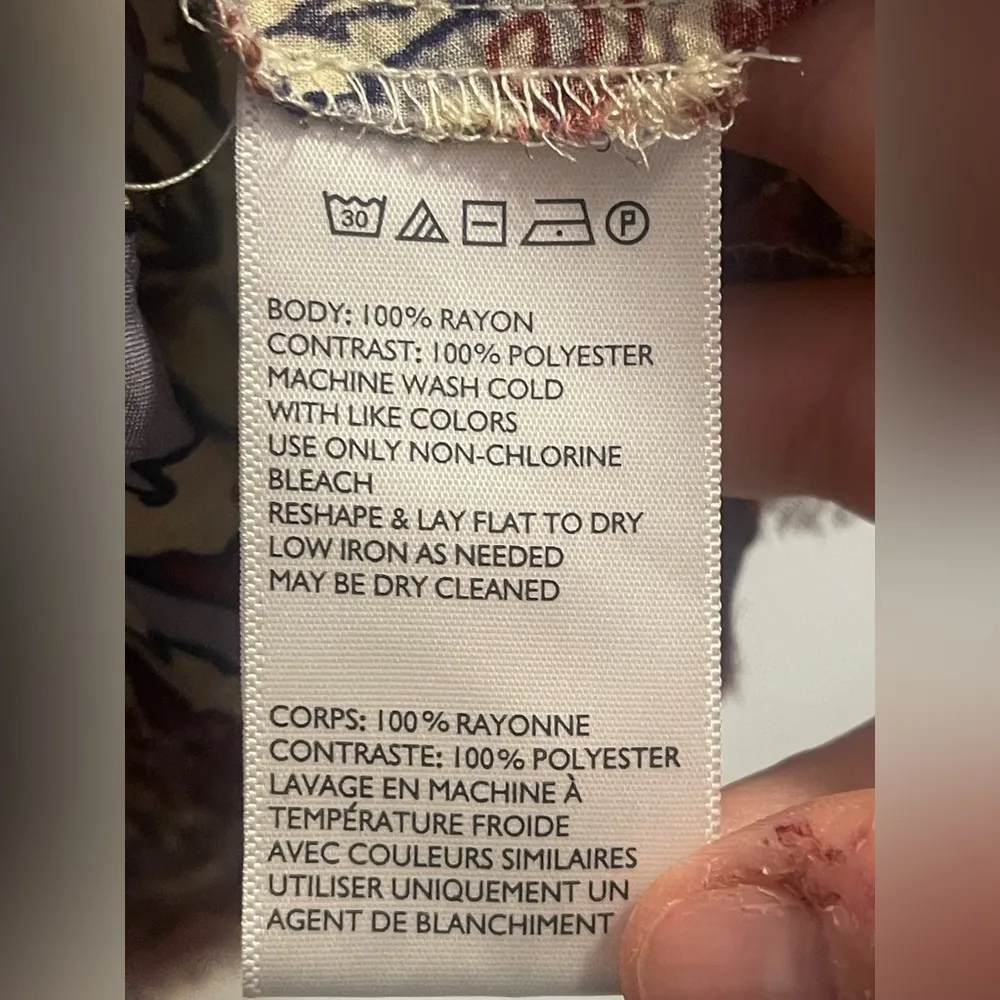 30 P
BODY: 100% RAYON
CONTRAST: 100% POLYESTER
MACHINE WASH COLD
WITH LIKE COLORS
USE ONLY NON-CHLORINE
BLEACH
RESHAPE & LAY FLAT TO DRY
LOW IRON AS NEEDED
MAY BE DRY CLEANED
CORPS: 100% RAYONNE
CONTRASTE: 100% POLYESTER
LAVAGE EN MACHINE À
TEMPÉRATURE FROIDE
AVEC COULEURS SIMILAIRES
UTILISER UNIQUEMENT UN
AGENT DE BLANCHIMENT